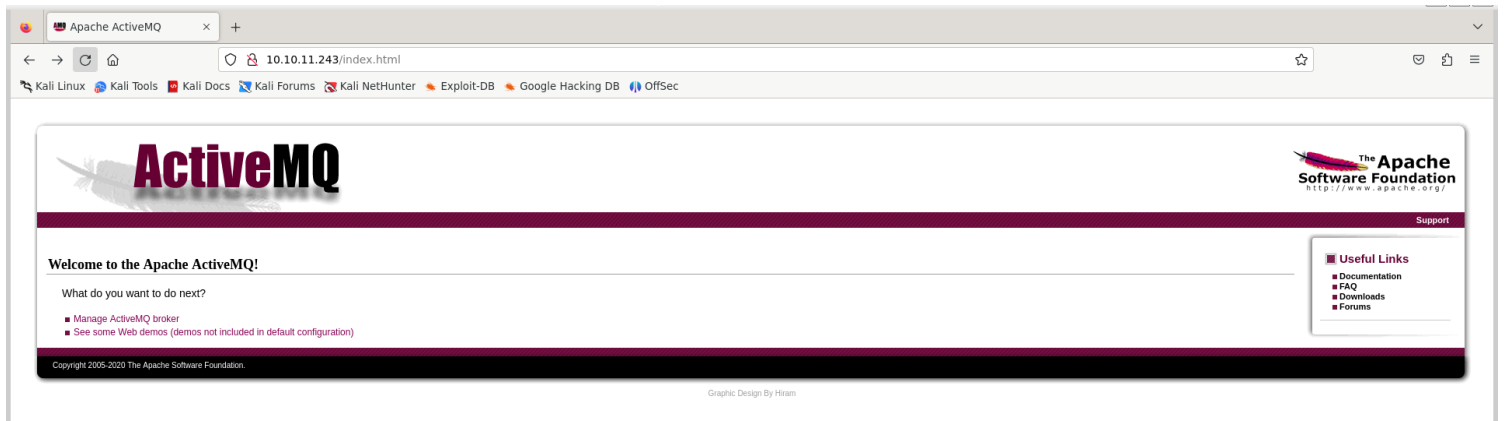 Apache ActiveMQ
10.10.11.243/index.html
Kali Linux Kali Tools Kali Docs Kali Forums Kali NetHunter Exploit-DB Google Hacking DB OffSec
ActiveMQ
The Apache
Software Foundation
http://www.apache.org/
Support
Welcome to the Apache ActiveMQ!
What do you want to do next?
Manage ActiveMQ broker
See some Web demos (demos not included in default configuration)
Useful Links
Documentation
FAQ
Downloads
Forums
Copyright 2005-2020 The Apache Software Foundation.
Graphic Design By Hiram